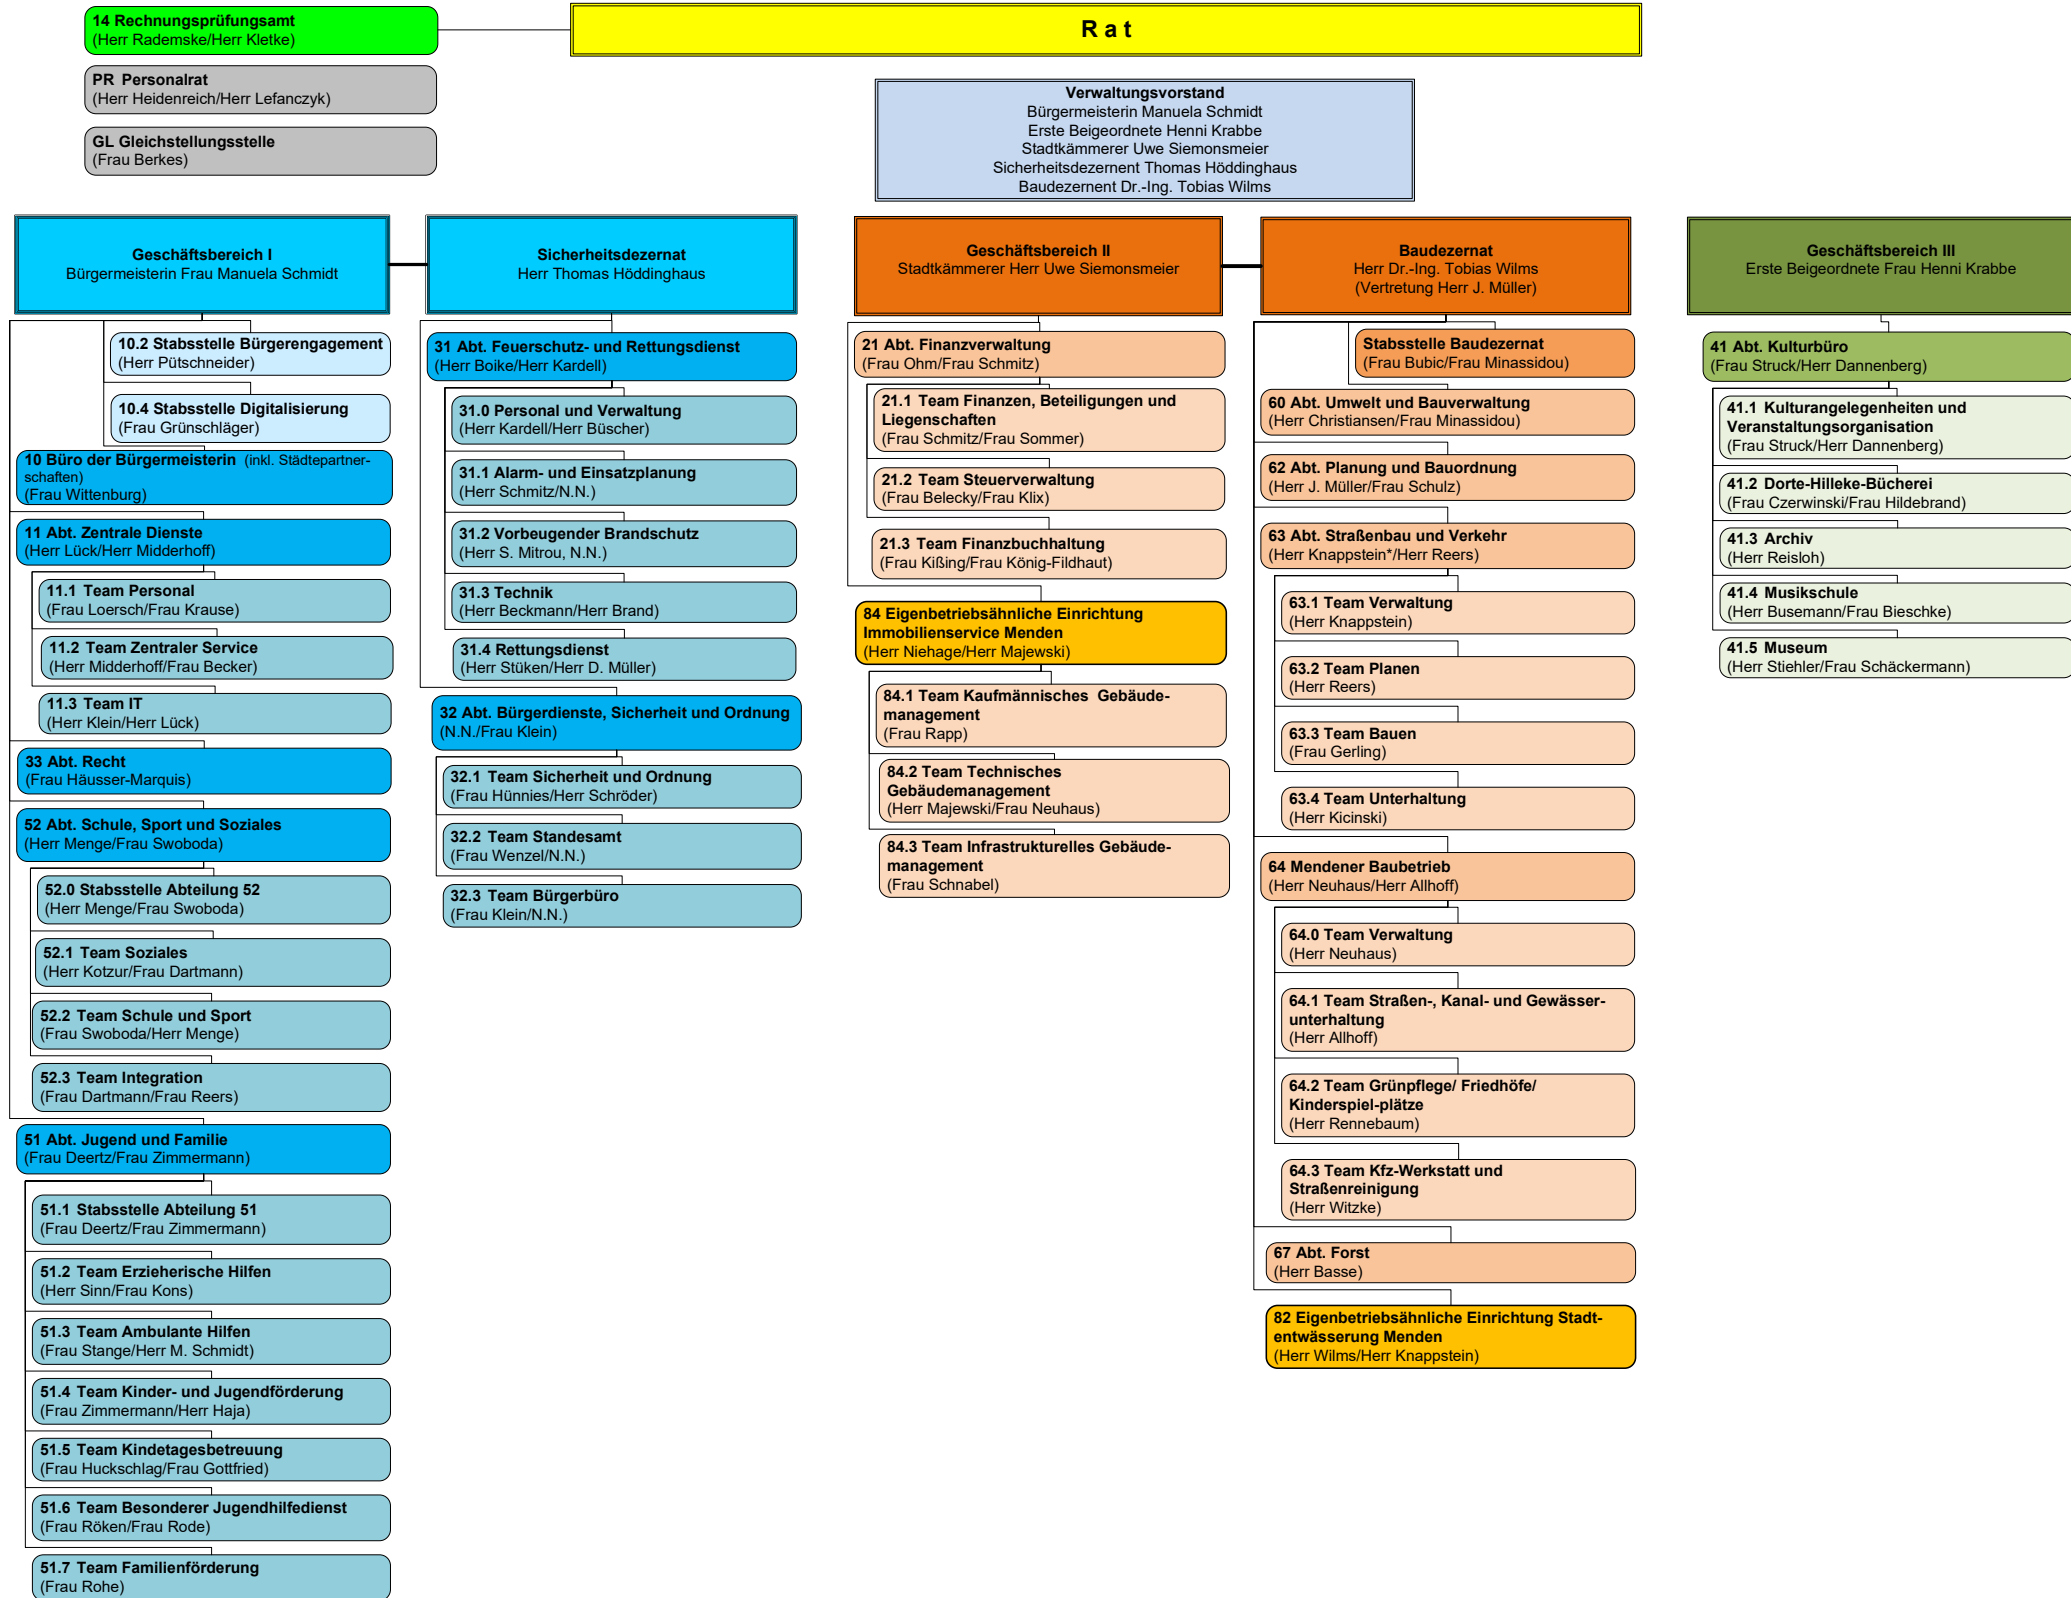 14 Rechnungsprüfungsamt
(Herr Rademske/Herr Kletke)
R a t
PR Personalrat
(Herr Heidenreich/Herr Lefanczyk)
GL Gleichstellungsstelle
(Frau Berkes)
Verwaltungsvorstand
Bürgermeisterin Manuela Schmidt
Erste Beigeordnete Henni Krabbe
Stadtkämmerer Uwe Siemonsmeier
Sicherheitsdezernent Thomas Höddinghaus
Baudezernent Dr.-Ing. Tobias Wilms
Geschäftsbereich I
Bürgermeisterin Frau Manuela Schmidt
10.2 Stabsstelle Bürgerengagement
(Herr Pütschneider)
10.4 Stabsstelle Digitalisierung
(Frau Grünschläger)
10 Büro der Bürgermeisterin (inkl. Städtepartner-
schaften)
(Frau Wittenburg)
11 Abt. Zentrale Dienste
(Herr Lück/Herr Midderhoff)
11.1 Team Personal
(Frau Loersch/Frau Krause)
11.2 Team Zentraler Service
(Herr Midderhoff/Frau Becker)
11.3 Team IT
(Herr Klein/Herr Lück)
33 Abt. Recht
(Frau Häusser-Marquis)
52 Abt. Schule, Sport und Soziales
(Herr Menge/Frau Swoboda)
52.0 Stabsstelle Abteilung 52
(Herr Menge/Frau Swoboda)
52.1 Team Soziales
(Herr Kotzur/Frau Dartmann)
52.2 Team Schule und Sport
(Frau Swoboda/Herr Menge)
52.3 Team Integration
(Frau Dartmann/Frau Reers)
51 Abt. Jugend und Familie
(Frau Deertz/Frau Zimmermann)
51.1 Stabsstelle Abteilung 51
(Frau Deertz/Frau Zimmermann)
51.2 Team Erzieherische Hilfen
(Herr Sinn/Frau Kons)
51.3 Team Ambulante Hilfen
(Frau Stange/Herr M. Schmidt)
51.4 Team Kinder- und Jugendförderung
(Frau Zimmermann/Herr Haja)
51.5 Team Kindetagesbetreuung
(Frau Huckschlag/Frau Gottfried)
51.6 Team Besonderer Jugendhilfedienst
(Frau Röken/Frau Rode)
51.7 Team Familienförderung
(Frau Rohe)
Sicherheitsdezernat
Herr Thomas Höddinghaus
31 Abt. Feuerschutz- und Rettungsdienst
(Herr Boike/Herr Kardell)
31.0 Personal und Verwaltung
(Herr Kardell/Herr Büscher)
31.1 Alarm- und Einsatzplanung
(Herr Schmitz/N.N.)
31.2 Vorbeugender Brandschutz
(Herr S. Mitrou, N.N.)
31.3 Technik
(Herr Beckmann/Herr Brand)
31.4 Rettungsdienst
(Herr Stüken/Herr D. Müller)
32 Abt. Bürgerdienste, Sicherheit und Ordnung
(N.N./Frau Klein)
32.1 Team Sicherheit und Ordnung
(Frau Hünnies/Herr Schröder)
32.2 Team Standesamt
(Frau Wenzel/N.N.)
32.3 Team Bürgerbüro
(Frau Klein/N.N.)
Geschäftsbereich II
Stadtkämmerer Herr Uwe Siemonsmeier
21 Abt. Finanzverwaltung
(Frau Ohm/Frau Schmitz)
21.1 Team Finanzen, Beteiligungen und
Liegenschaften
(Frau Schmitz/Frau Sommer)
21.2 Team Steuerverwaltung
(Frau Belecky/Frau Klix)
21.3 Team Finanzbuchhaltung
(Frau Kißing/Frau König-Fildhaut)
84 Eigenbetriebsähnliche Einrichtung
Immobilienservice Menden
(Herr Niehage/Herr Majewski)
84.1 Team Kaufmännisches Gebäude-
management
(Frau Rapp)
84.2 Team Technisches
Gebäudemanagement
(Herr Majewski/Frau Neuhaus)
84.3 Team Infrastrukturelles Gebäude-
management
(Frau Schnabel)
Baudezernat
Herr Dr.-Ing. Tobias Wilms
(Vertretung Herr J. Müller)
Stabsstelle Baudezernat
(Frau Bubic/Frau Minassidou)
60 Abt. Umwelt und Bauverwaltung
(Herr Christiansen/Frau Minassidou)
62 Abt. Planung und Bauordnung
(Herr J. Müller/Frau Schulz)
63 Abt. Straßenbau und Verkehr
(Herr Knappstein*/Herr Reers)
63.1 Team Verwaltung
(Herr Knappstein)
63.2 Team Planen
(Herr Reers)
63.3 Team Bauen
(Frau Gerling)
63.4 Team Unterhaltung
(Herr Kicinski)
64 Mendener Baubetrieb
(Herr Neuhaus/Herr Allhoff)
64.0 Team Verwaltung
(Herr Neuhaus)
64.1 Team Straßen-, Kanal- und Gewässer-
unterhaltung
(Herr Allhoff)
64.2 Team Grünpflege/ Friedhöfe/
Kinderspiel-plätze
(Herr Rennebaum)
64.3 Team Kfz-Werkstatt und
Straßenreinigung
(Herr Witzke)
67 Abt. Forst
(Herr Basse)
82 Eigenbetriebsähnliche Einrichtung Stadt-
entwässerung Menden
(Herr Wilms/Herr Knappstein)
Geschäftsbereich III
Erste Beigeordnete Frau Henni Krabbe
41 Abt. Kulturbüro
(Frau Struck/Herr Dannenberg)
41.1 Kulturangelegenheiten und
Veranstaltungsorganisation
(Frau Struck/Herr Dannenberg)
41.2 Dorte-Hilleke-Bücherei
(Frau Czerwinski/Frau Hildebrand)
41.3 Archiv
(Herr Reisloh)
41.4 Musikschule
(Herr Busemann/Frau Bieschke)
41.5 Museum
(Herr Stiehler/Frau Schäckermann)